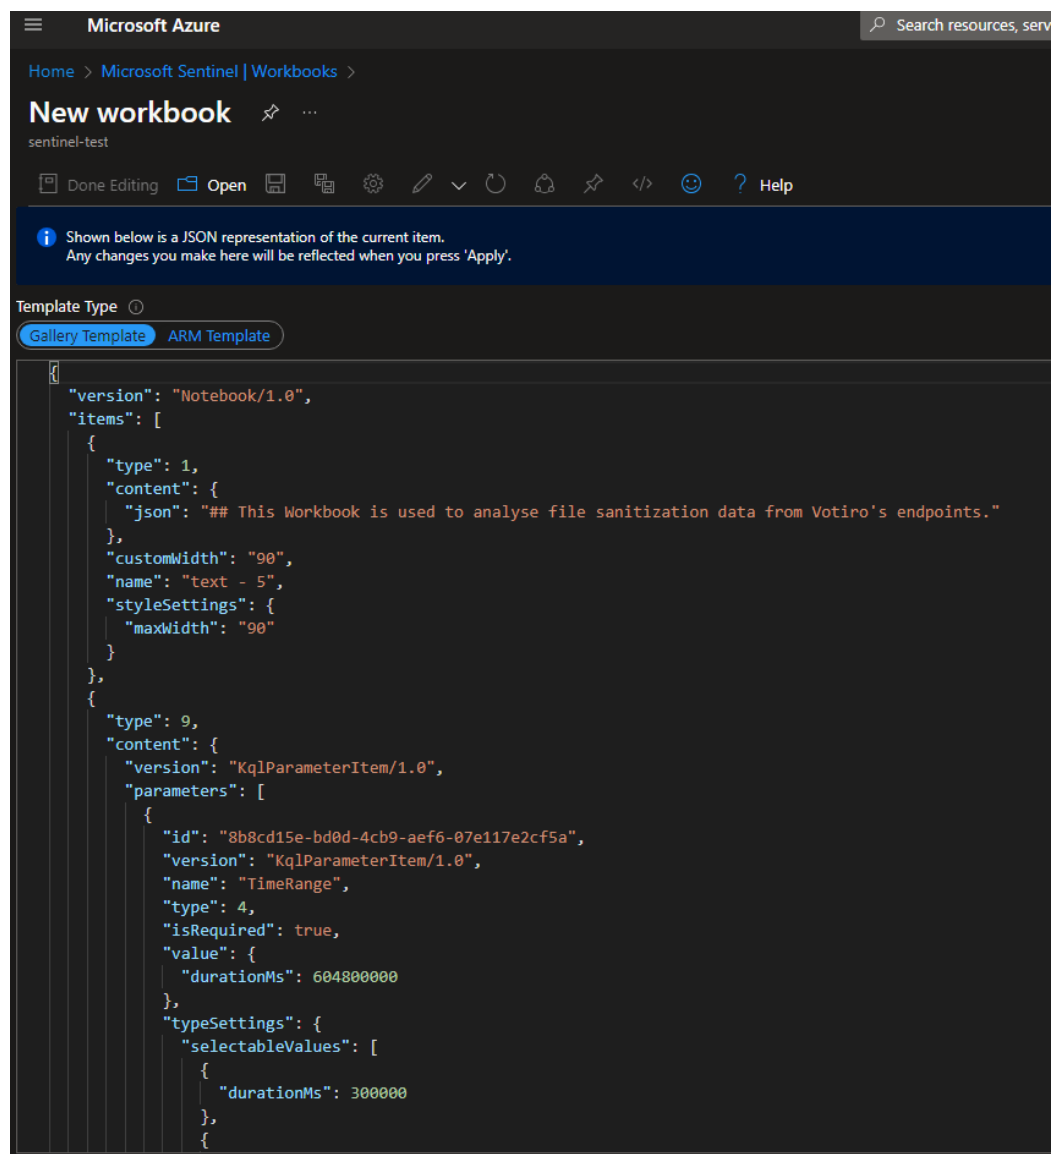 Microsoft Azure
Search resources, serv
Home > Microsoft Sentinel | Workbooks >
New workbook ...
sentinel-test
Done Editing Open </> ? Help
Shown below is a JSON representation of the current item.
Any changes you make here will be reflected when you press 'Apply'.
Template Type
Gallery Template ARM Template
{
"version": "Notebook/1.0",
"items": [
{
"type": 1,
"content": {
"json": "## This Workbook is used to analyse file sanitization data from Votiro's endpoints."
},
"customWidth": "90",
"name": "text - 5",
"styleSettings": {
"maxWidth": "90"
}
},
{
"type": 9,
"content": {
"version": "KqlParameterItem/1.0",
"parameters": [
{
"id": "8b8cd15e-bd0d-4cb9-aef6-07e117e2cf5a",
"version": "KqlParameterItem/1.0",
"name": "TimeRange",
"type": 4,
"isRequired": true,
"value": {
"durationMs": 604800000
},
"typeSettings": {
"selectableValues": [
{
"durationMs": 300000
},
{